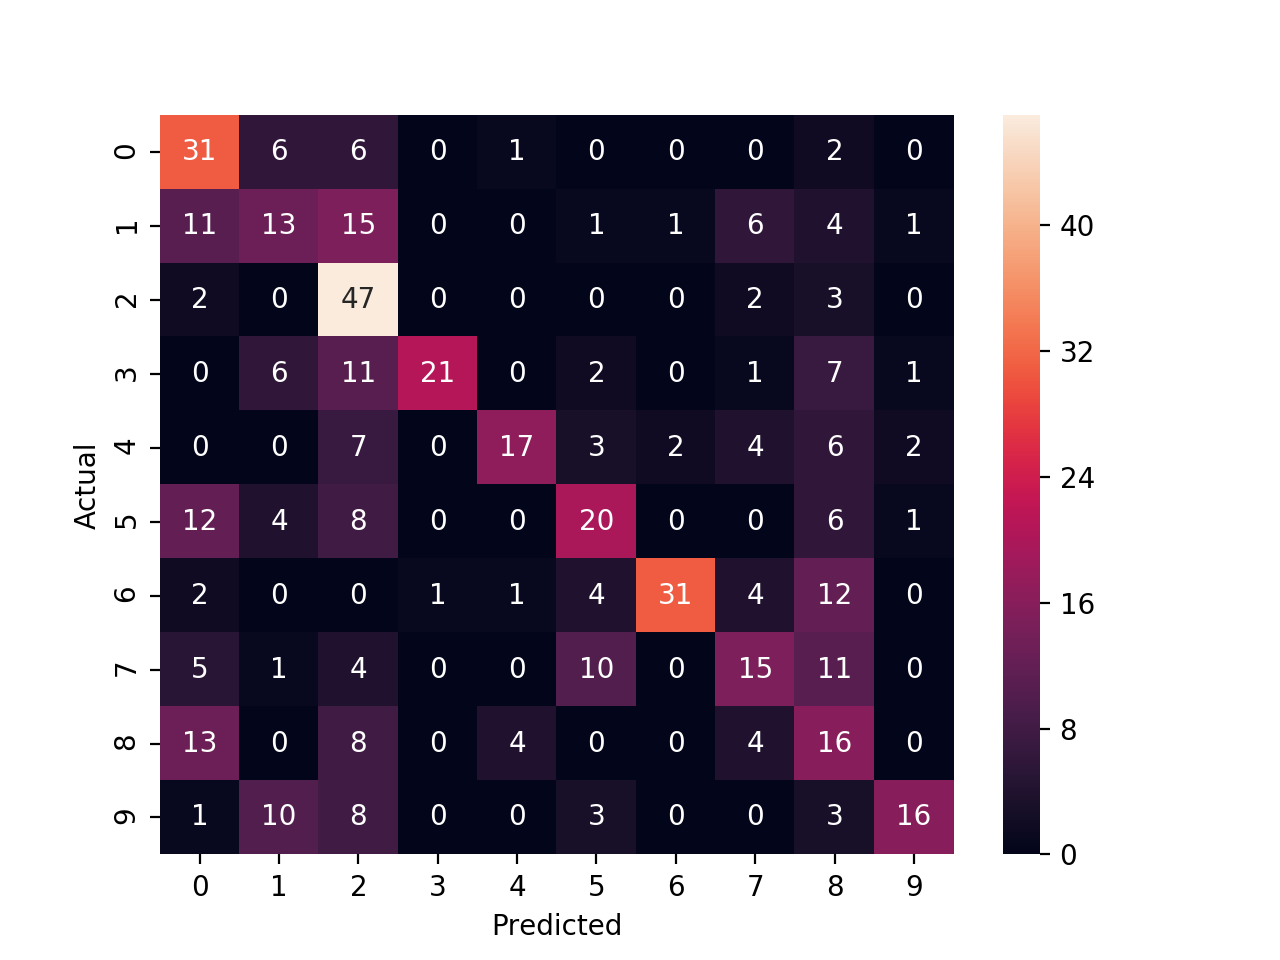 0 31 6 6 0 1 0 0 0 2 0
1 11 13 15 0 0 1 1 6 4 1
2 2 0 47 0 0 0 0 2 3 0
3 0 6 11 21 0 2 0 1 7 1
4 0 0 7 0 17 3 2 4 6 2
5 12 4 8 0 0 20 0 0 6 1
6 2 0 0 1 1 4 31 4 12 0
7 5 1 4 0 0 10 0 15 11 0
8 13 0 8 0 4 0 0 4 16 0
9 1 10 8 0 0 3 0 0 3 16
0 1 2 3 4 5 6 7 8 9
Predicted
Actual
40
32
24
16
8
0